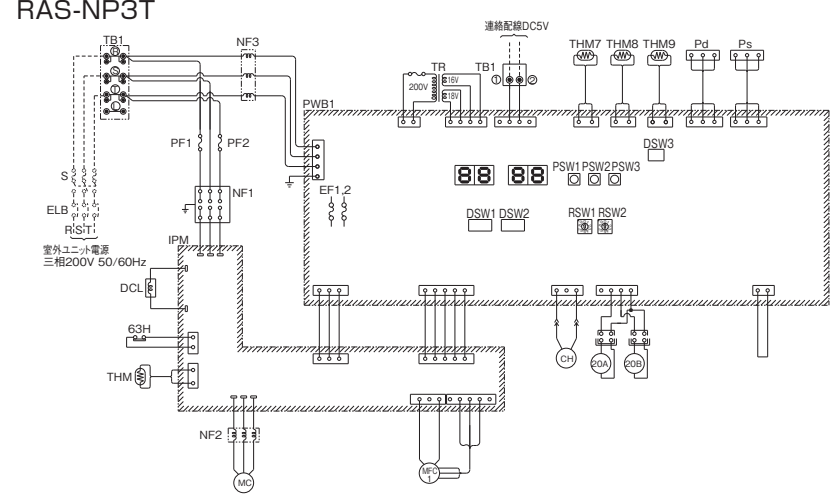 RAS-NP3T
連絡配線DC5V
TB1
R
S
T
L
NF3
TR
200V
16V
18V
TB1
① ②
THM7 THM8 THM9 Pd Ps
PWB1
DSW3
PF1 PF2
88 88
PSW1 PSW2 PSW3
S
NF1
EF1,2
DSW1 DSW2
RSW1 RSW2
ELB
R S T
室外ユニット電源
三相200V 50/60Hz
IPM
DCL
63H
CH
20A
20B
THM
NF2
MFC
1
MC